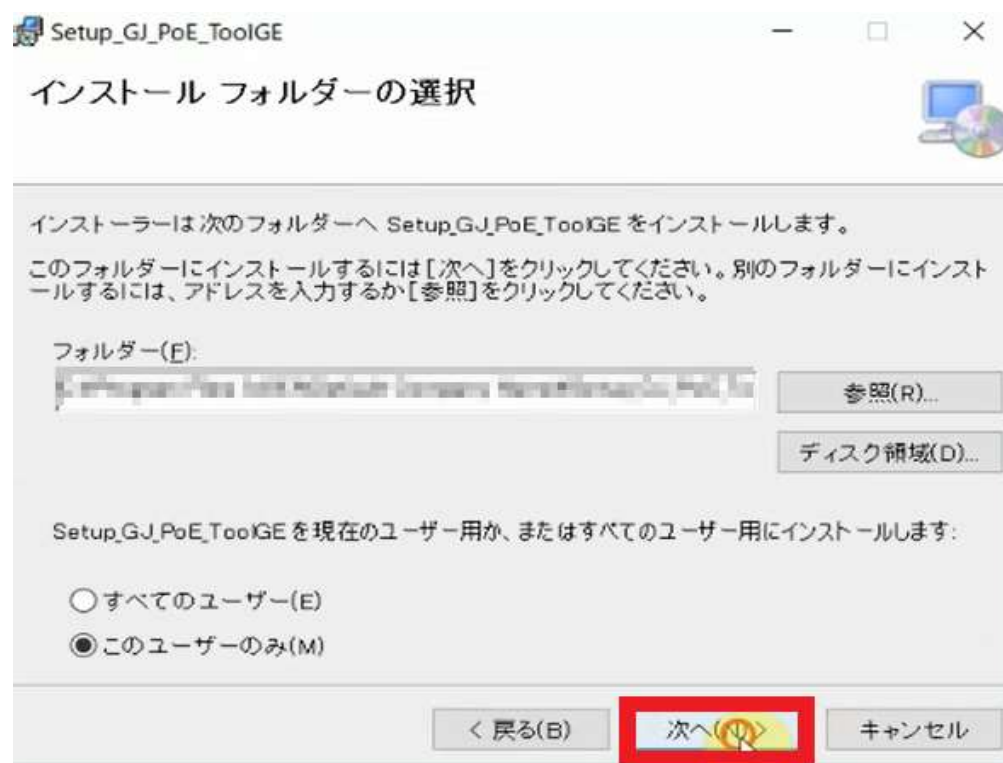 Setup_GJ_PoE_ToolGE
インストール フォルダーの選択
インストーラーは次のフォルダーへ Setup_GJ_PoE_ToolGE をインストールします。
このフォルダーにインストールするには[次へ]をクリックしてください。別のフォルダーにインスト
ールするには、アドレスを入力するか[参照]をクリックしてください。
フォルダー(F):
参照(R)...
ディスク領域(D)...
Setup_GJ_PoE_ToolGE を現在のユーザー用か、またはすべてのユーザー用にインストールします:
すべてのユーザー(E)
このユーザーのみ(M)
< 戻る(B)
次へ(N) >
キャンセル